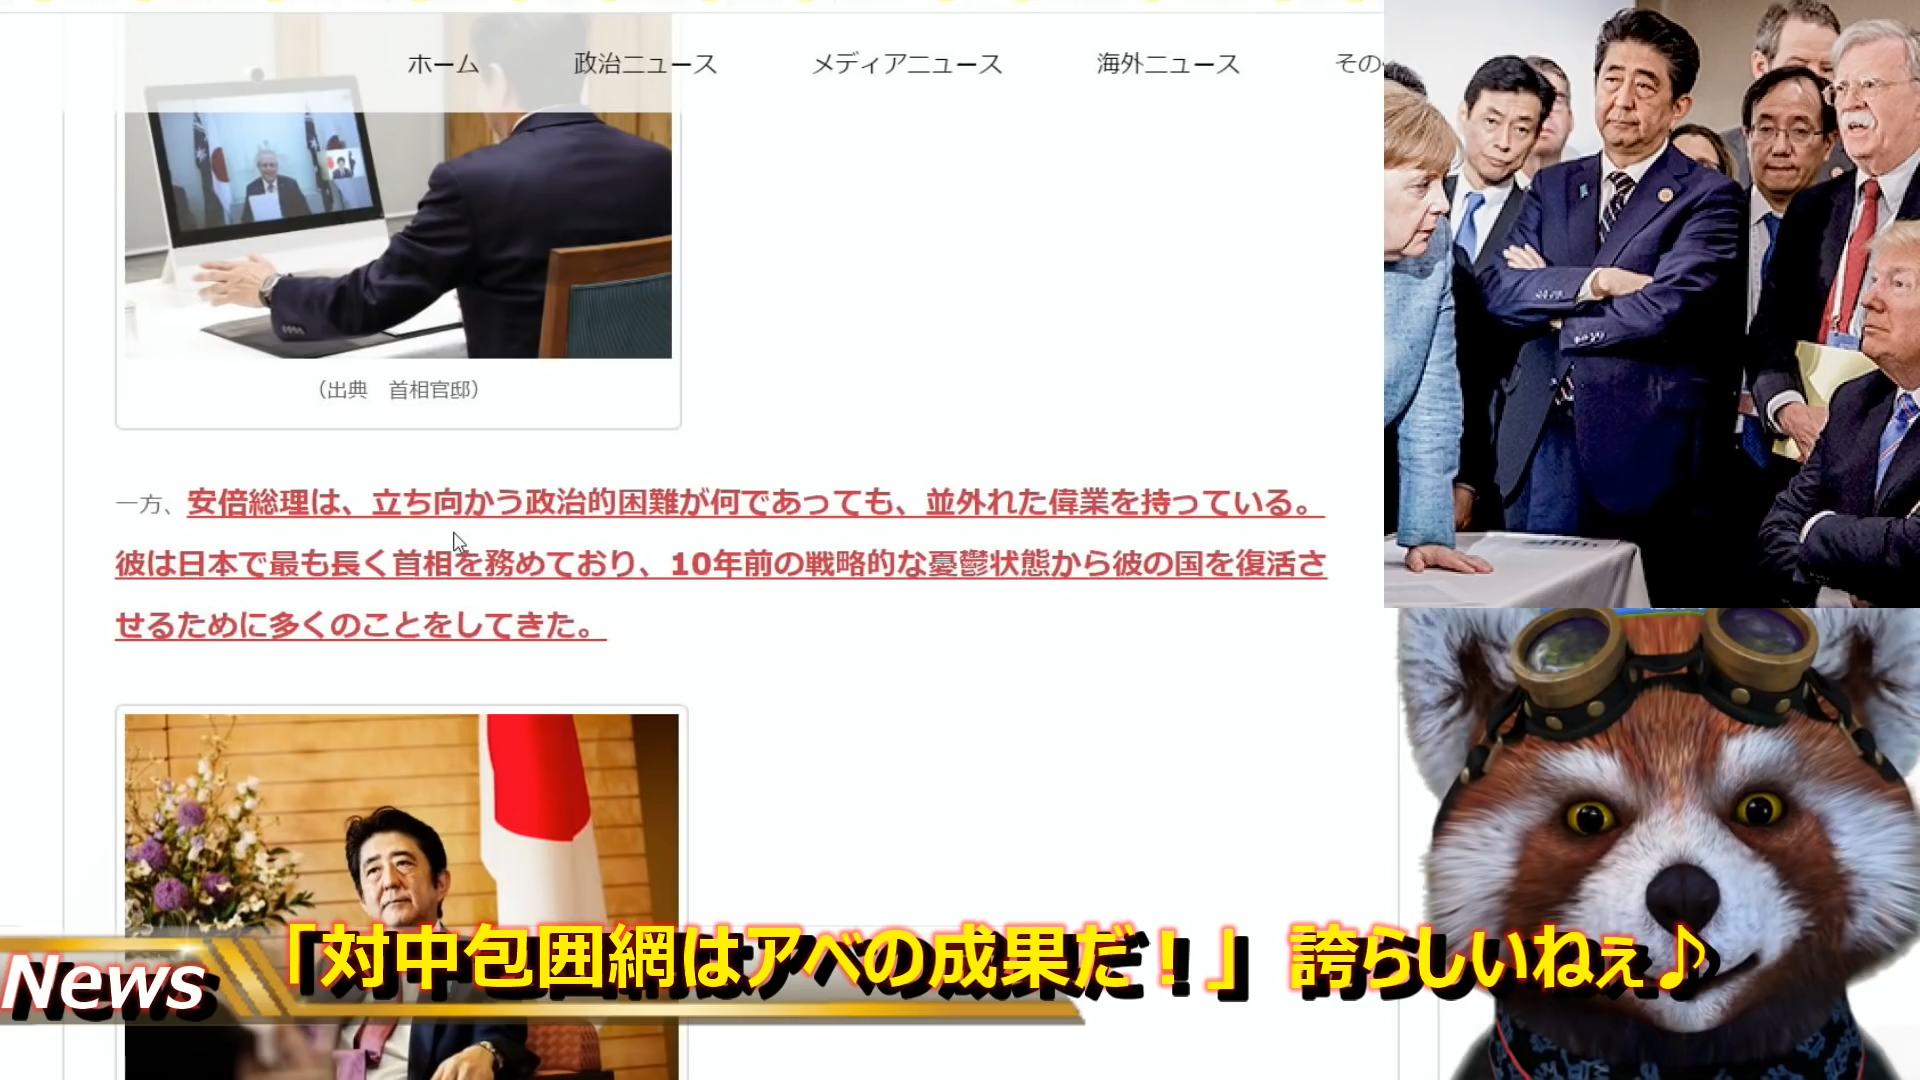 ホーム
政治ニュース
メディアニュース
海外ニュース
その
（出典　首相官邸）
一方、安倍総理は、立ち向かう政治的困難が何であっても、並外れた偉業を持っている。
彼は日本で最も長く首相を務めており、10年前の戦略的な憂鬱状態から彼の国を復活さ
せるために多くのことをしてきた。
News
「対中包囲網はアベの成果だ！」誇らしいねぇ♪